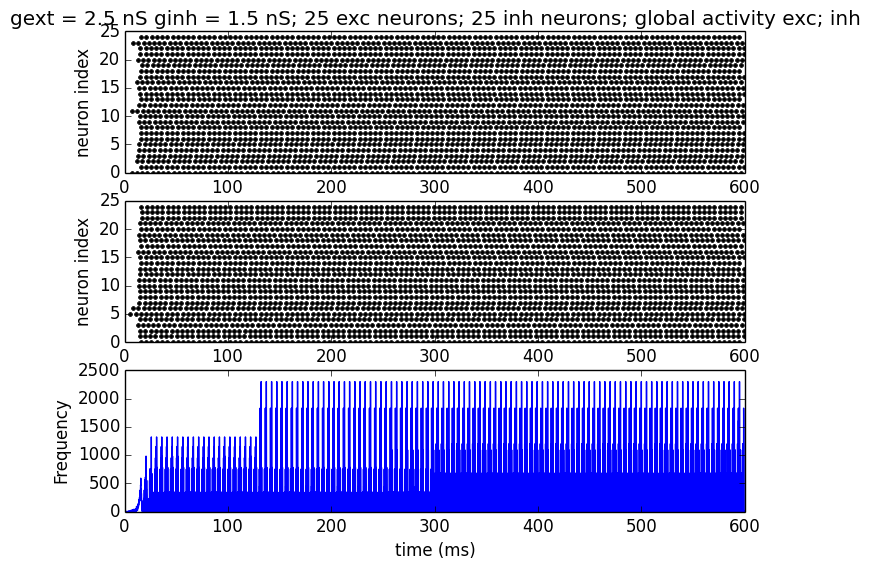 gext = 2.5 nS ginh = 1.5 nS; 25 exc neurons; 25 inh neurons; global activity exc; inh
25
20
15
10
5
0
neuron index
0 100 200 300 400 500 600
25
20
15
10
5
0
neuron index
0 100 200 300 400 500 600
2500
2000
1500
1000
500
0
Frequency
0 100 200 300 400 500 600
time (ms)